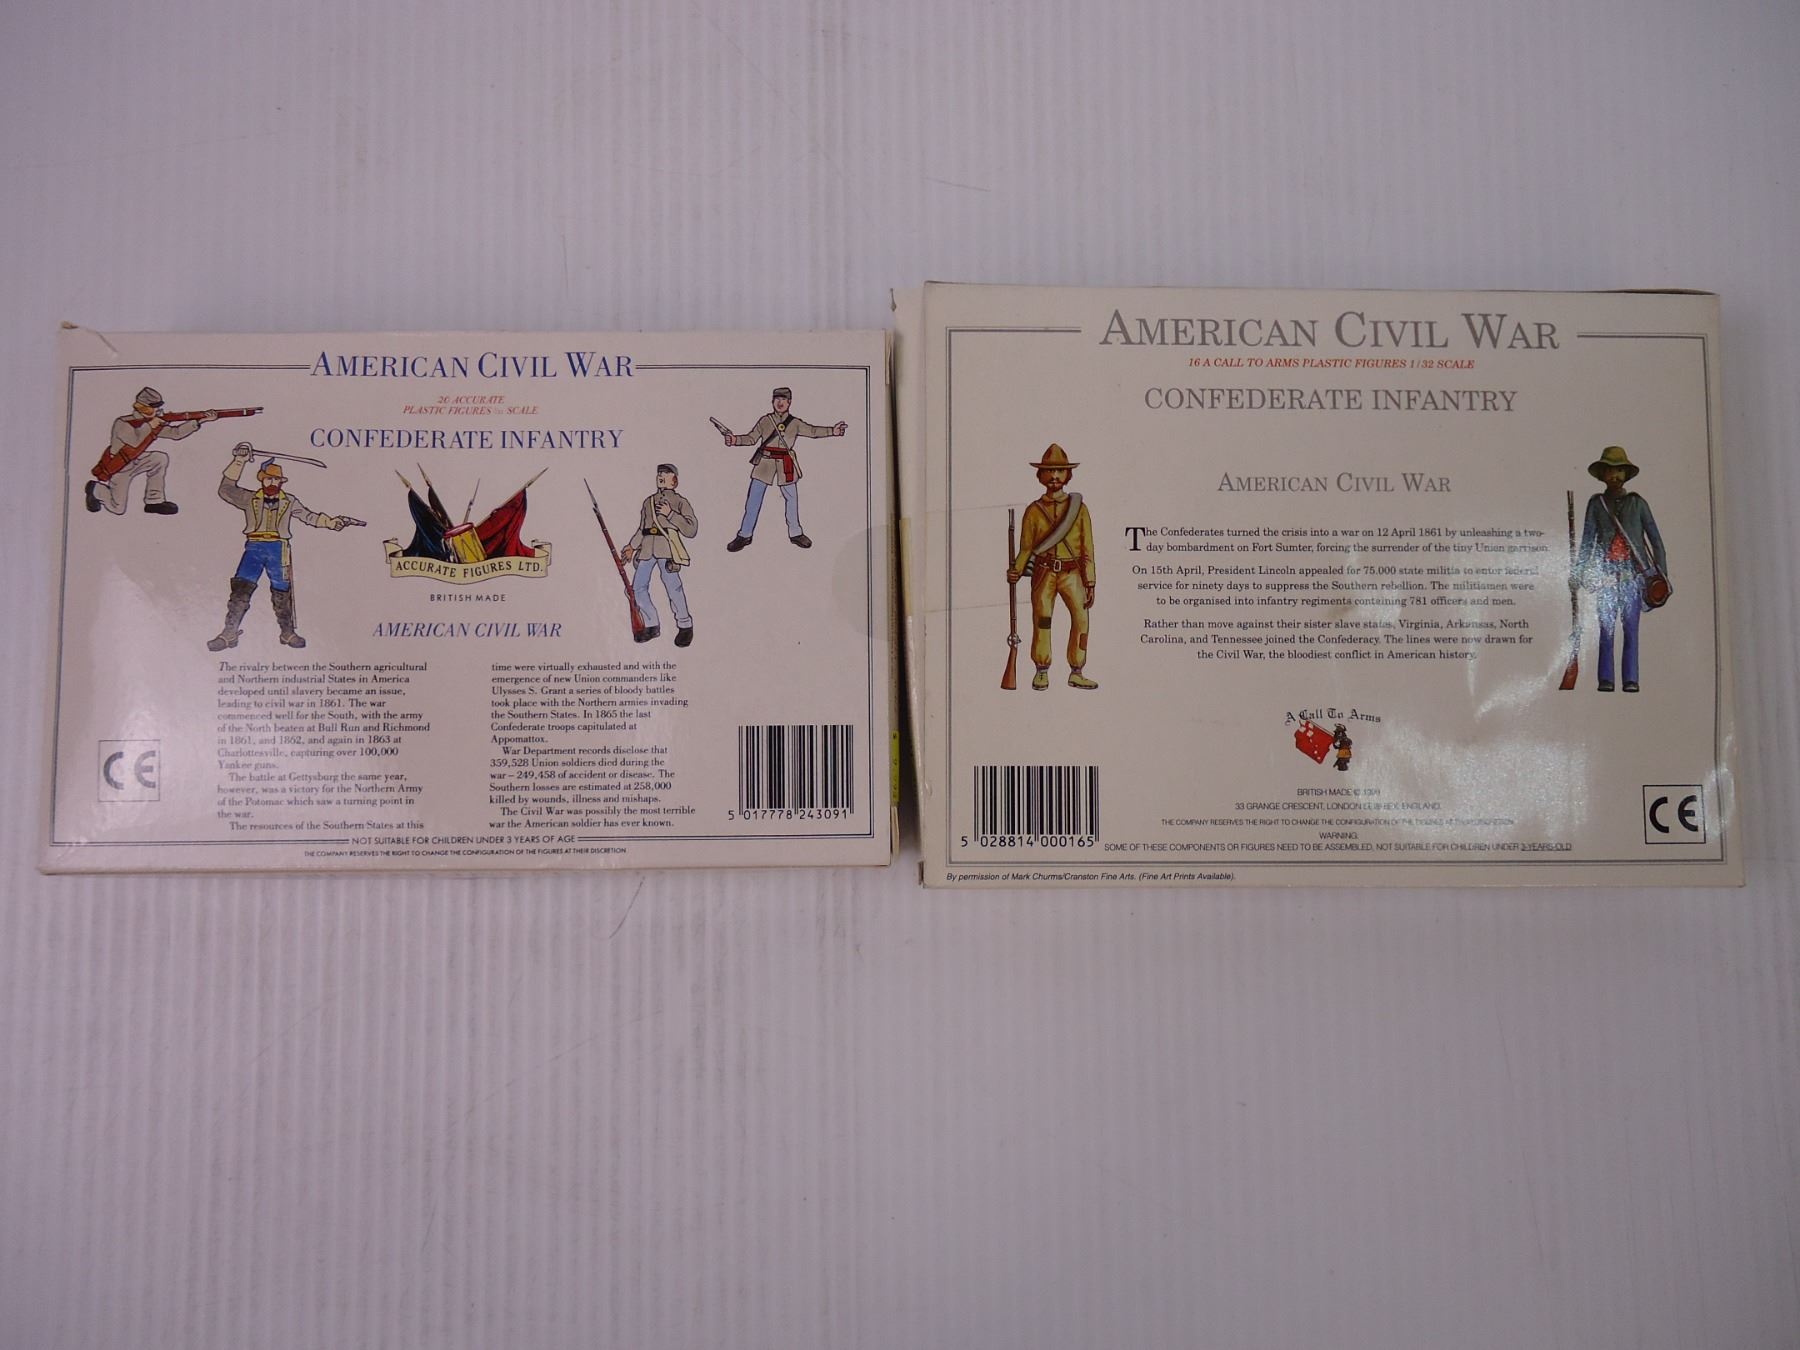 AMERICAN CIVIL WAR
20 ACCURATE
PLASTIC FIGURES 1/32 SCALE
CONFEDERATE INFANTRY
ACCURATE FIGURES LTD.
BRITISH MADE
AMERICAN CIVIL WAR
The rivalry between the Southern agricultural
and Northern industrial States in America
developed until slavery became an issue,
leading to civil war in 1861. The war
commenced well for the South, with the army
of the North beaten at Bull Run and Richmond
in 1861, and 1862, and again in 1863 at
Charlottesville, capturing over 100,000
Yankee guns.
The battle at Gettysburg the same year,
however, was a victory for the Northern Army
of the Potomac which saw a turning point in
the war.
The resources of the Southern States at this
time were virtually exhausted and with the
emergence of new Union commanders like
Ulysses S. Grant a series of bloody battles
took place with the Northern armies invading
the Southern States. In 1865 the last
Confederate troops capitulated at
Appomattox.
War Department records disclose that
359,528 Union soldiers died during the
war – 249,458 of accident or disease. The
Southern losses are estimated at 258,000
killed by wounds, illness and mishaps.
The Civil War was possibly the most terrible
war the American soldier has ever known.
CE
5 017778 243091
NOT SUITABLE FOR CHILDREN UNDER 3 YEARS OF AGE
THE COMPANY RESERVES THE RIGHT TO CHANGE THE CONFIGURATION OF THE FIGURES AT THEIR DISCRETION
AMERICAN CIVIL WAR
16 A CALL TO ARMS PLASTIC FIGURES 1/32 SCALE
CONFEDERATE INFANTRY
AMERICAN CIVIL WAR
The Confederates turned the crisis into a war on 12 April 1861 by unleashing a two-
day bombardment on Fort Sumter, forcing the surrender of the tiny Union garrison.
On 15th April, President Lincoln appealed for 75,000 state militia to enter federal
service for ninety days to suppress the Southern rebellion. The militiamen were
to be organised into infantry regiments containing 781 officers and men.
Rather than move against their sister slave states, Virginia, Arkansas, North
Carolina, and Tennessee joined the Confederacy. The lines were now drawn for
the Civil War, the bloodiest conflict in American history.
A Call To Arms
BRITISH MADE ©
33 GRANGE CRESCENT, LONDON ENGLAND.
THE COMPANY RESERVES THE RIGHT TO CHANGE THE CONFIGURATION OF THE FIGURES AT THEIR DISCRETION
WARNING.
SOME OF THESE COMPONENTS OR FIGURES NEED TO BE ASSEMBLED, NOT SUITABLE FOR CHILDREN UNDER 3-YEARS-OLD
5 028814 000165
CE
By permission of Mark Churms/Cranston Fine Arts. (Fine Art Prints Available).